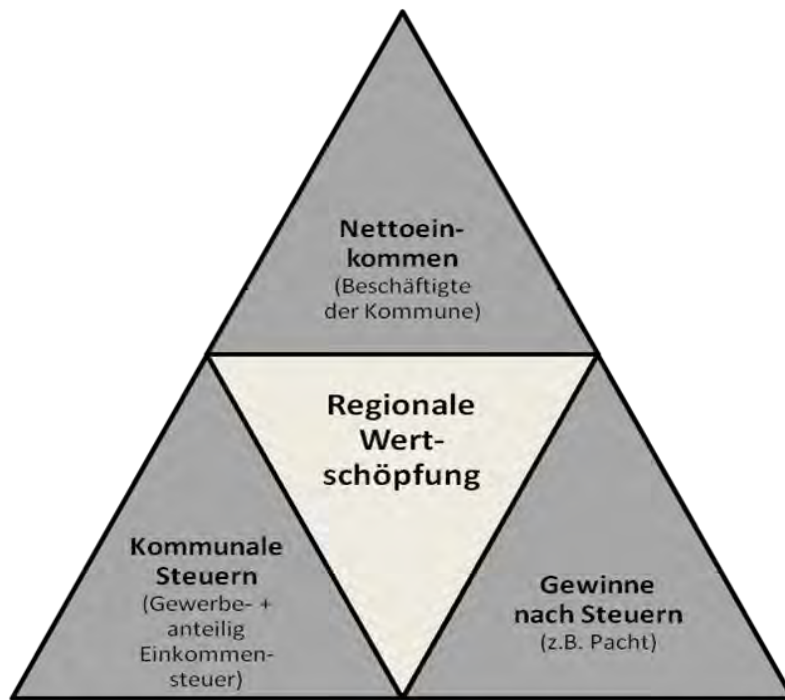 Nettoein-
kommen
(Beschäftigte
der Kommune)
Regionale
Wert-
schöpfung
Kommunale
Steuern
(Gewerbe- +
anteilig
Einkommen-
steuer)
Gewinne
nach Steuern
(z.B. Pacht)